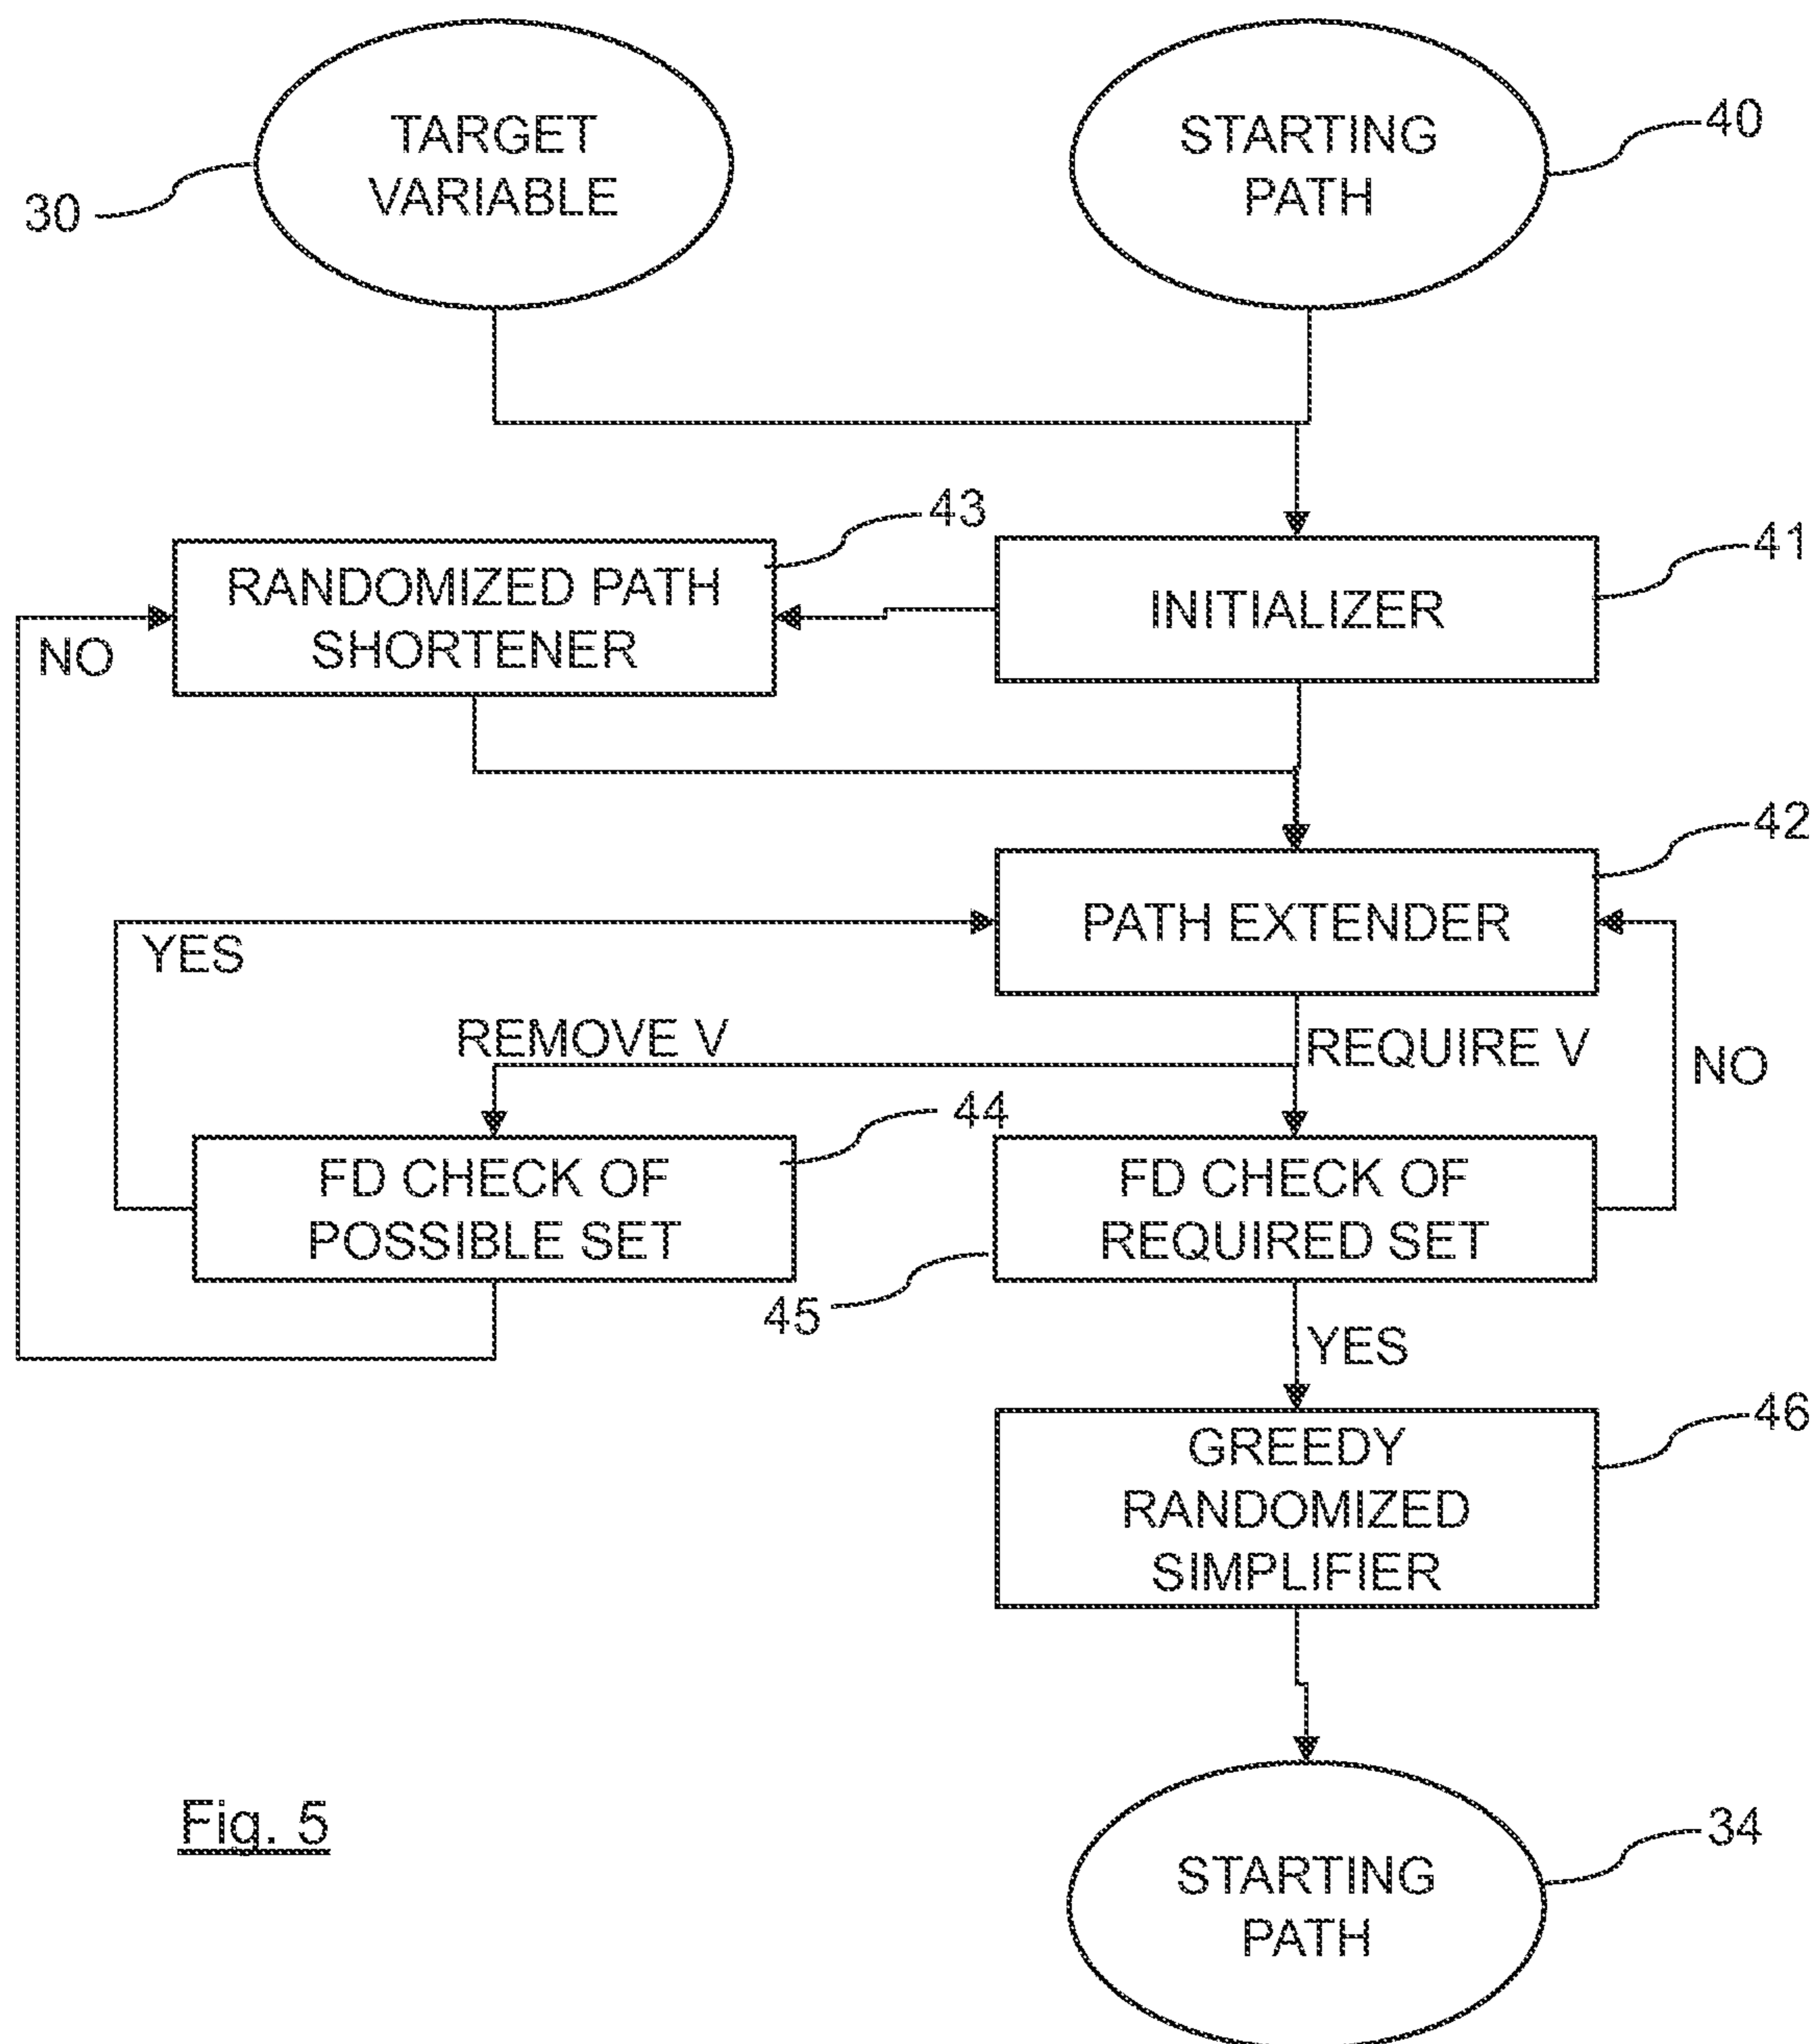 TARGET
VARIABLE
30
STARTING
PATH
40
43
RANDOMIZED PATH
SHORTENER
41
INITIALIZER
NO
42
PATH EXTENDER
YES
REMOVE V
REQUIRE V
NO
44
FD CHECK OF
POSSIBLE SET
FD CHECK OF
REQUIRED SET
45
YES
46
GREEDY
RANDOMIZED
SIMPLIFIER
Fig. 5
34
STARTING
PATH